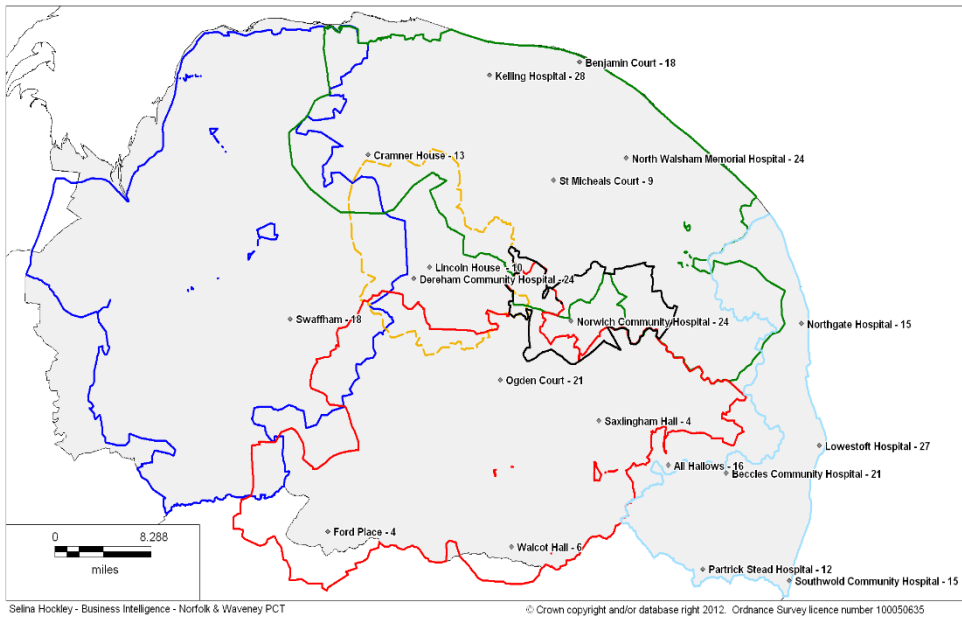 Benjamin Court - 18
Kelling Hospital - 28
Cramner House - 13
North Walsham Memorial Hospital - 24
St Micheals Court - 9
Lincoln House - 10
Dereham Community Hospital - 24
Swaffham - 18
Norwich Community Hospital - 24
Northgate Hospital - 15
Ogden Court - 21
Saxlingham Hall - 4
Lowestoft Hospital - 27
All Hallows - 16
Beccles Community Hospital - 21
Ford Place - 4
Walcot Hall - 6
Partrick Stead Hospital - 12
Southwold Community Hospital - 15
0 8.288
miles
Selina Hockley - Business Intelligence - Norfolk & Waveney PCT
© Crown copyright and/or database right 2012. Ordnance Survey licence number 100050635